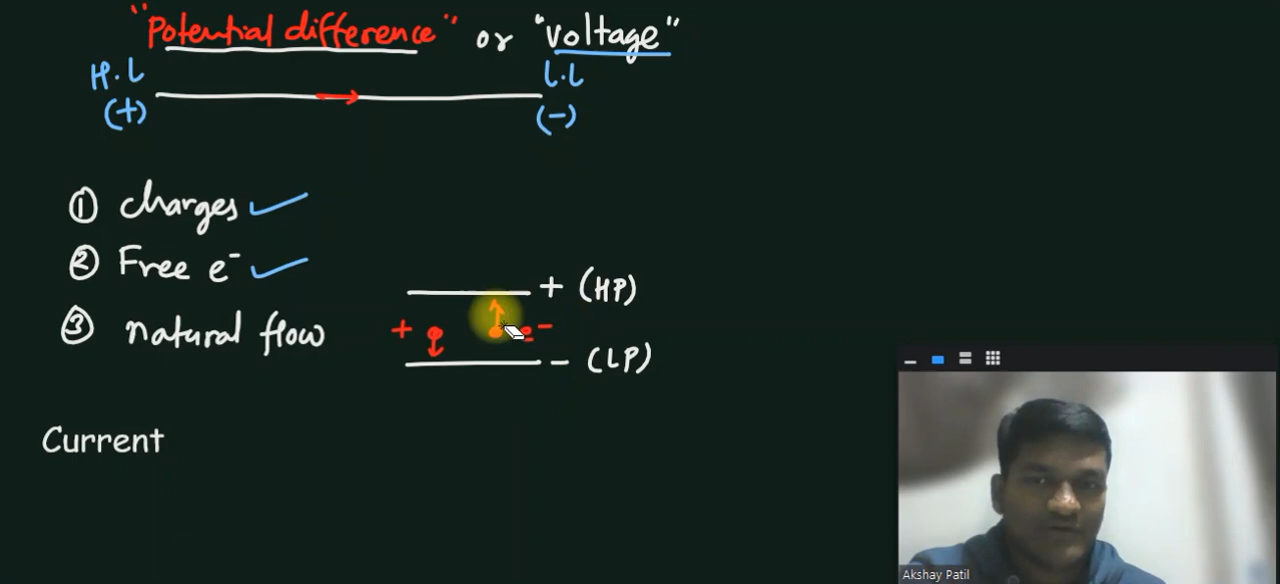 "Potential difference" or "voltage"
H.L L.L
(+) (-)
① charges ✓
② Free e⁻ ✓
+ (HP)
③ natural flow
+ -
- (LP)
Current
Akshay Patil